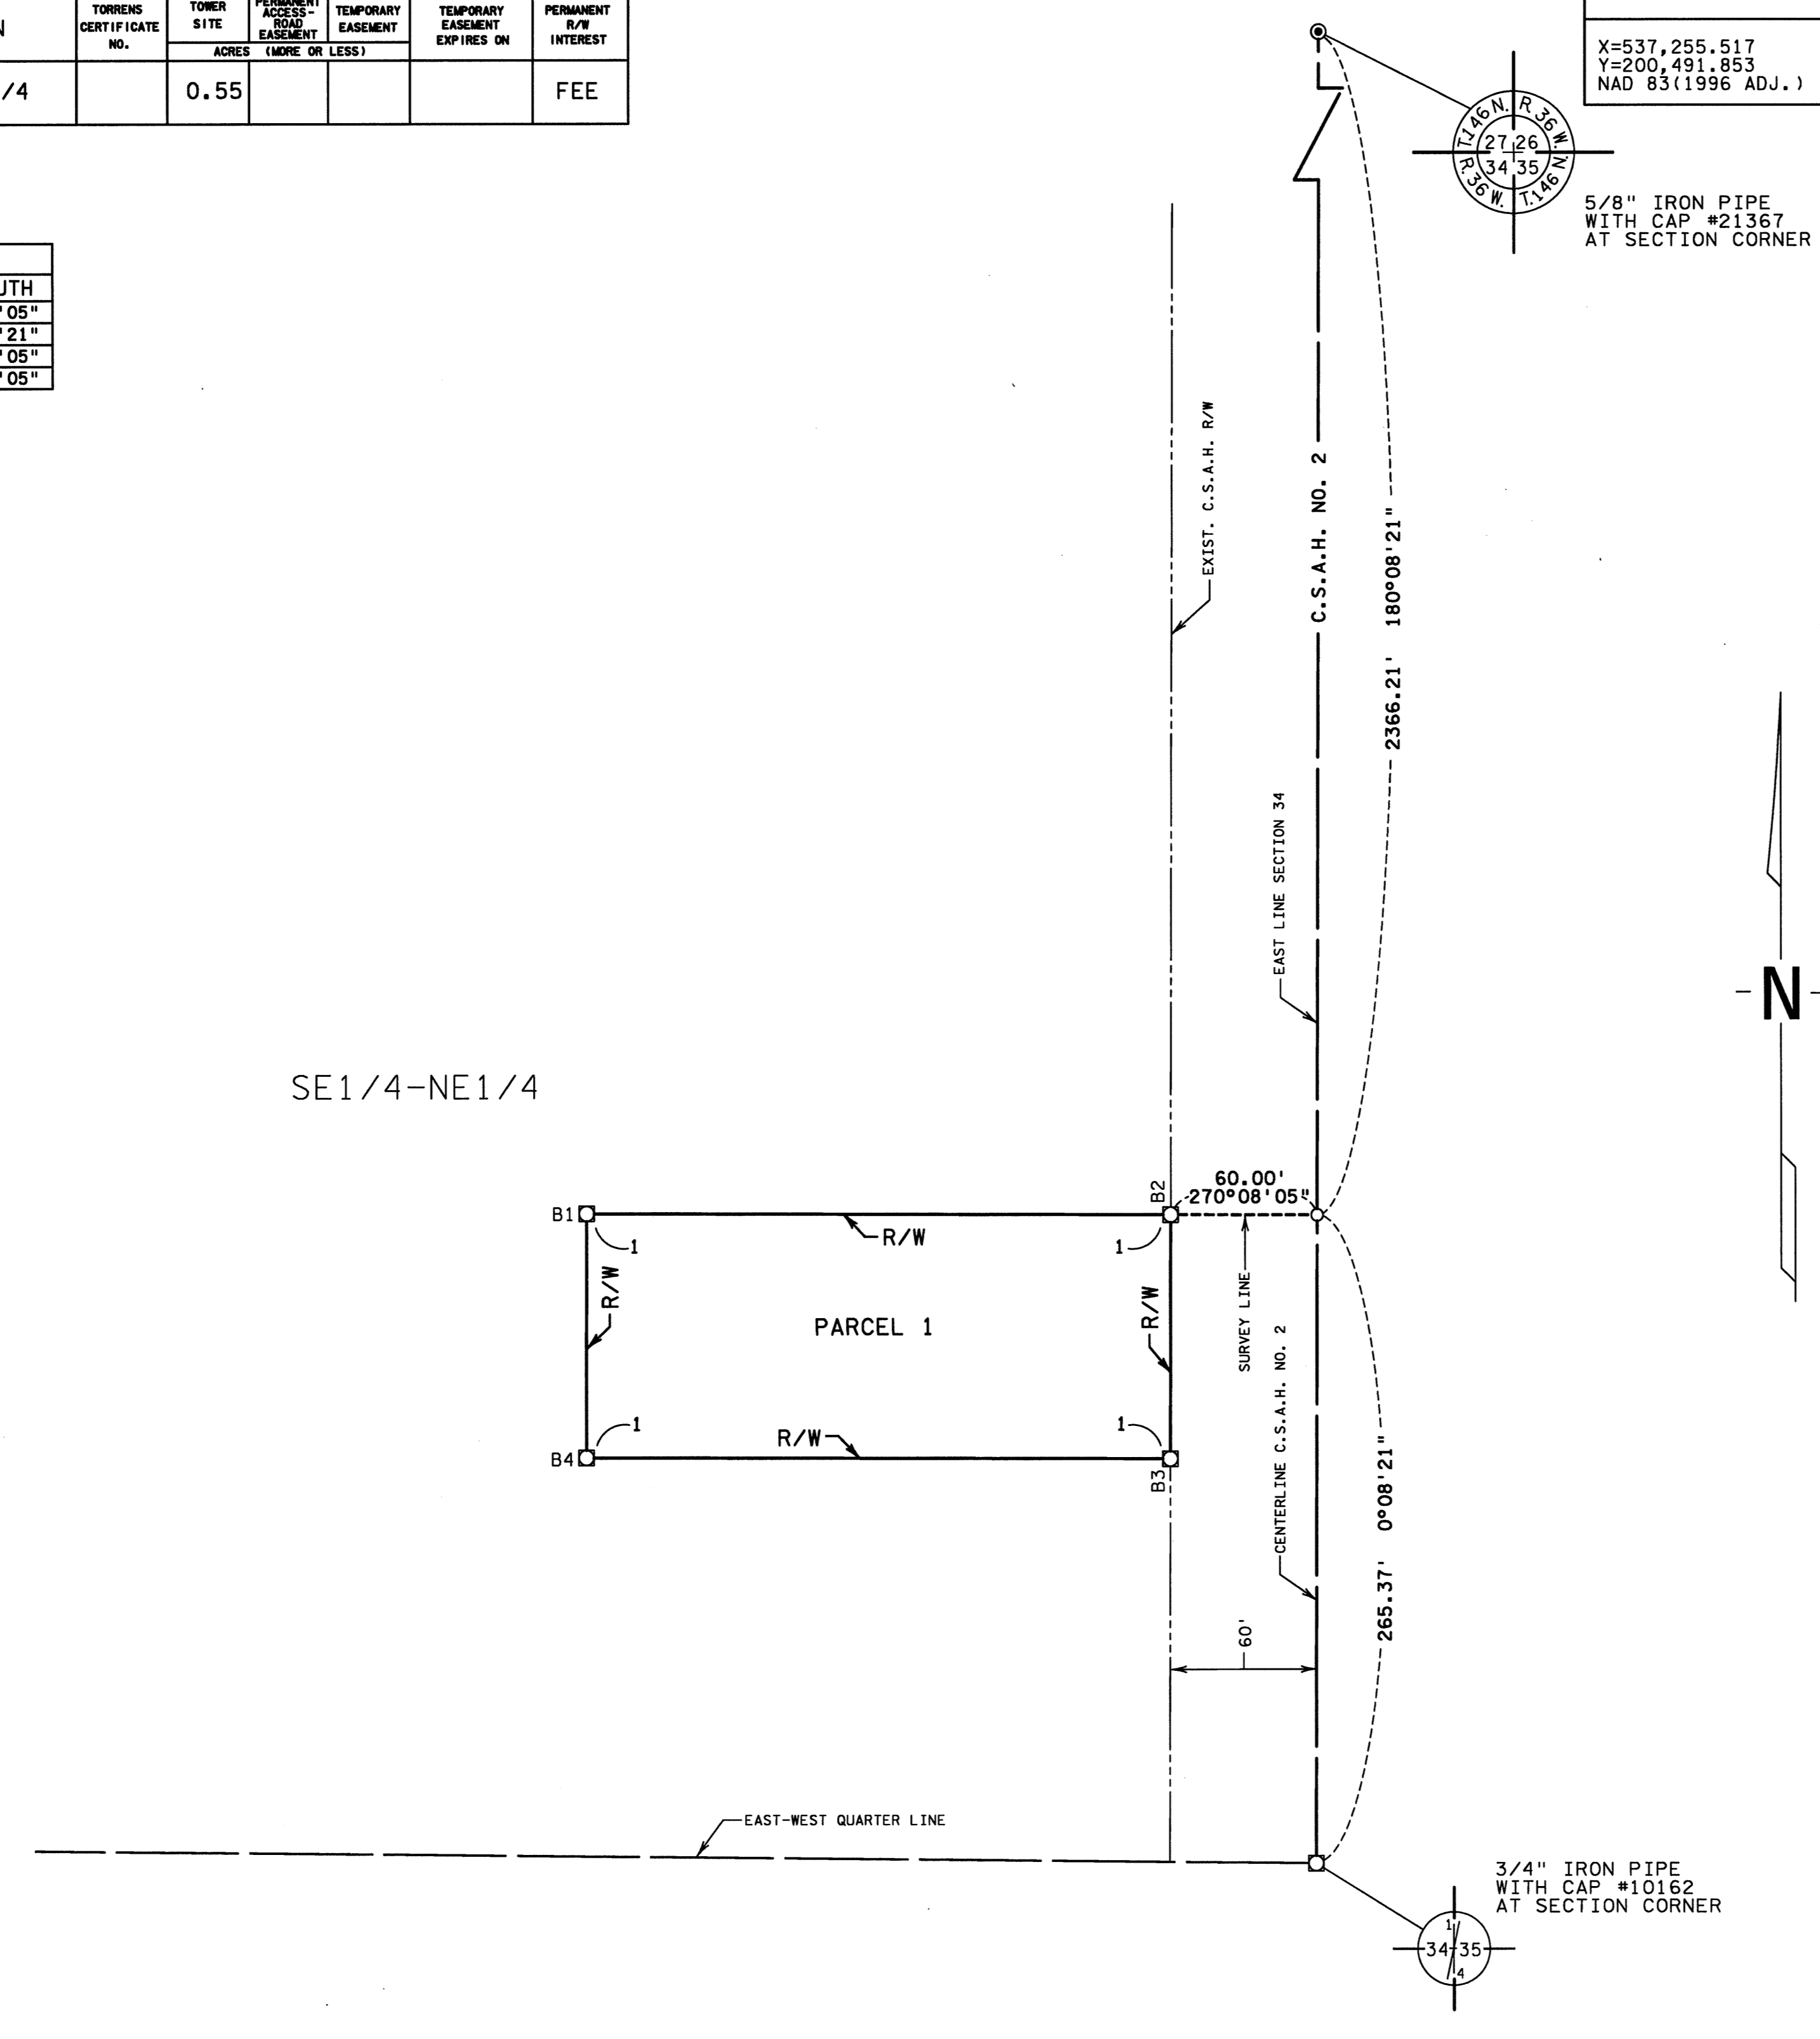 N
TORRENS
CERTIFICATE
NO.
TOWER
SITE
PERMANENT
ACCESS-
ROAD
EASEMENT
TEMPORARY
EASEMENT
ACRES (MORE OR LESS)
TEMPORARY
EASEMENT
EXPIRES ON
PERMANENT
R/W
INTEREST
/4
0.55
FEE
UTH
'05"
'21"
'05"
'05"
X=537,255.517
Y=200,491.853
NAD 83(1996 ADJ.)
T.146 N. R.36 W.
27 26
34 35
R.36 W. T.146 N.
5/8" IRON PIPE
WITH CAP #21367
AT SECTION CORNER
EXIST. C.S.A.H. R/W
C.S.A.H. NO. 2
2366.21' 180°08'21"
EAST LINE SECTION 34
N
SE1/4-NE1/4
60.00'
270°08'05"
B1
B2
1
1
R/W
R/W
R/W
PARCEL 1
SURVEY LINE
CENTERLINE C.S.A.H. NO. 2
265.37' 0°08'21"
1
1
R/W
B4
B3
60'
EAST-WEST QUARTER LINE
3/4" IRON PIPE
WITH CAP #10162
AT SECTION CORNER
1
34 35
4